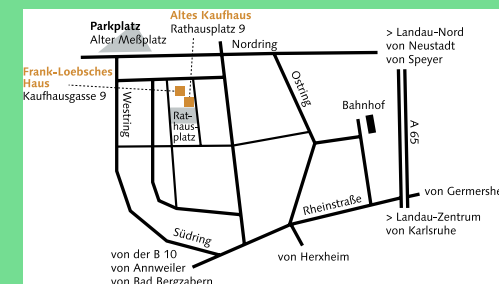 Altes Kaufhaus
Rathausplatz 9
Parkplatz
Alter Meßplatz
Nordring
> Landau-Nord
von Neustadt
von Speyer
Frank-Loebsches
Haus
Kaufhausgasse 9
Westring
Ostring
Rat-
haus-
platz
Bahnhof
A 65
von Germershe
Rheinstraße
> Landau-Zentrum
von Karlsruhe
Südring
von Herxheim
von der B 10
von Annweiler
von Bad Bergzabern